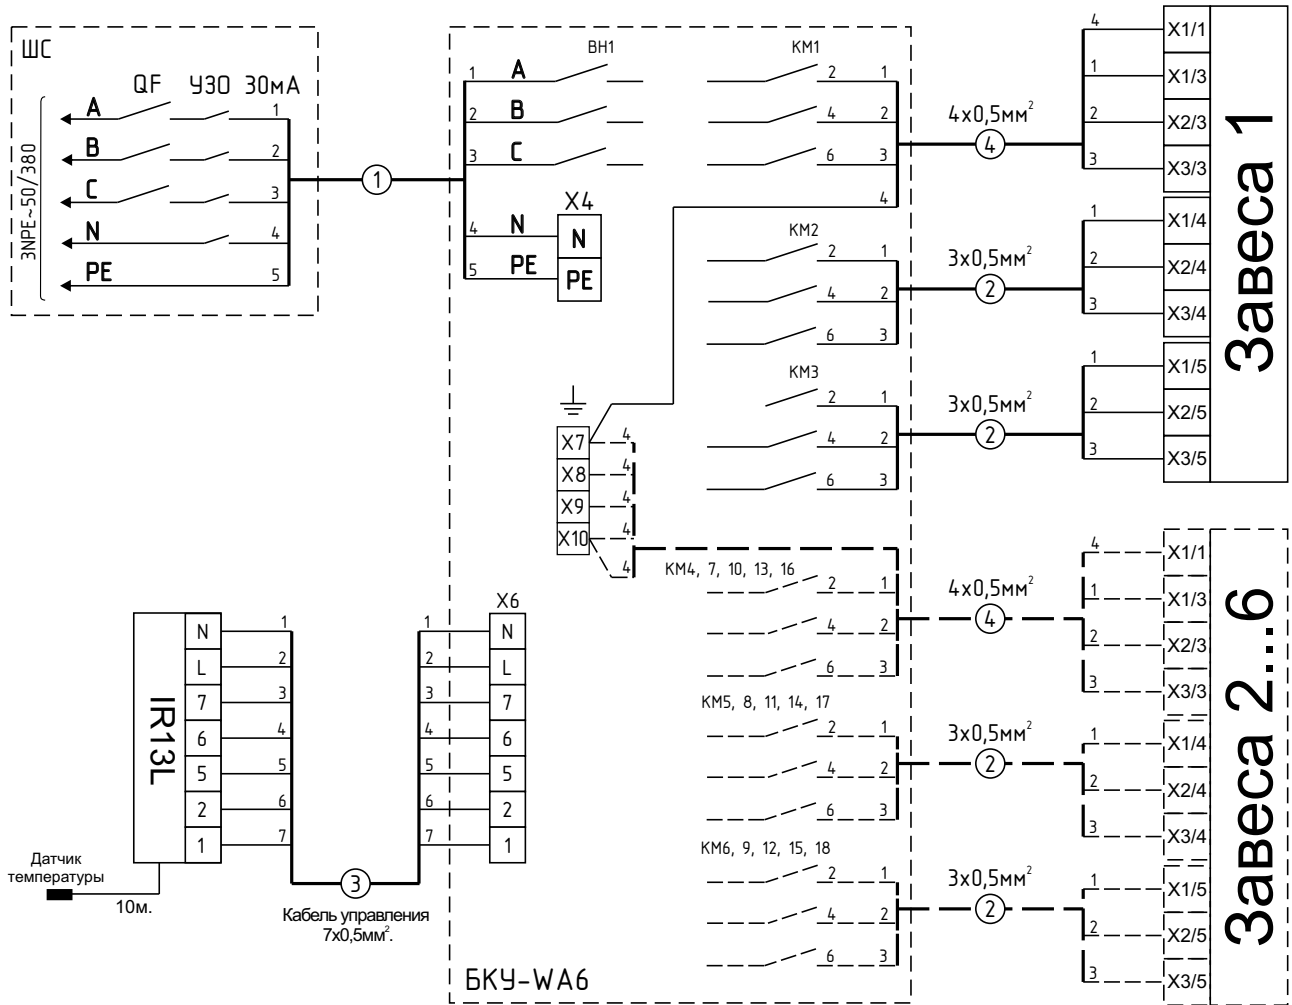 ШС
QF УЗО 30мА
3NPE~50/380
A 1
B 2
C 3
N 4
PE 5
1
БКУ-WA6
BH1
1 A
2 B
3 C
4 N
5 PE
X4
N
PE
KM1
2 1
4 2
6 3
4
KM2
2 1
4 2
6 3
KM3
2 1
4 2
6 3
X7 4
X8 4
X9 4
X10 4
4
KM4, 7, 10, 13, 16
2 1
4 2
6 3
KM5, 8, 11, 14, 17
2 1
4 2
6 3
KM6, 9, 12, 15, 18
2 1
4 2
6 3
4х0,5мм²
4
3х0,5мм²
2
3х0,5мм²
2
4х0,5мм²
4
3х0,5мм²
2
3х0,5мм²
2
4 X1/1
1 X1/3
2 X2/3
3 X3/3
1 X1/4
2 X2/4
3 X3/4
1 X1/5
2 X2/5
3 X3/5
Завеса 1
4 X1/1
1 X1/3
2 X2/3
3 X3/3
1 X1/4
2 X2/4
3 X3/4
1 X1/5
2 X2/5
3 X3/5
Завеса 2...6
IR13L
N 1
L 2
7 3
6 4
5 5
2 6
1 7
X6
1 N
2 L
3 7
4 6
5 5
6 2
7 1
3
Кабель управления
7х0,5мм².
Датчик
температуры
10м.